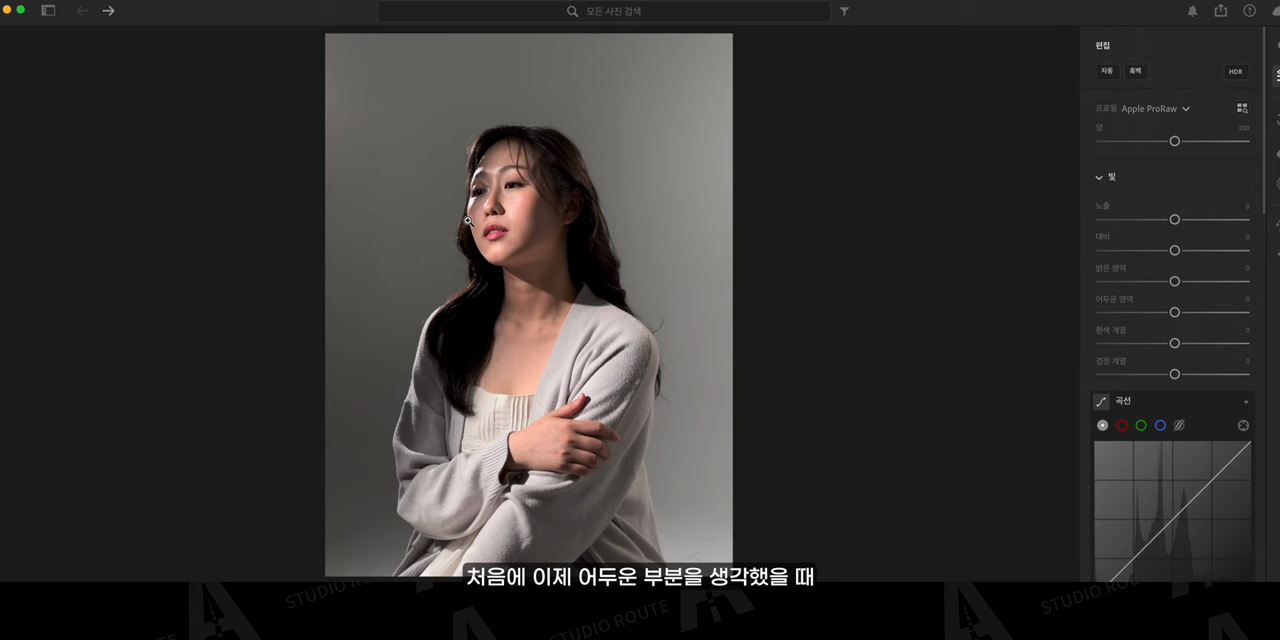 모든 사진 검색
편집
자동 흑백 HDR
프로필 Apple ProRaw
양 100
빛
노출 0
대비 0
밝은 영역 0
어두운 영역 0
흰색 계열 0
검정 계열 0
곡선
처음에 이제 어두운 부분을 생각했을 때
STUDIO ROUTE
STUDIO ROUTE
STUDIO ROUTE